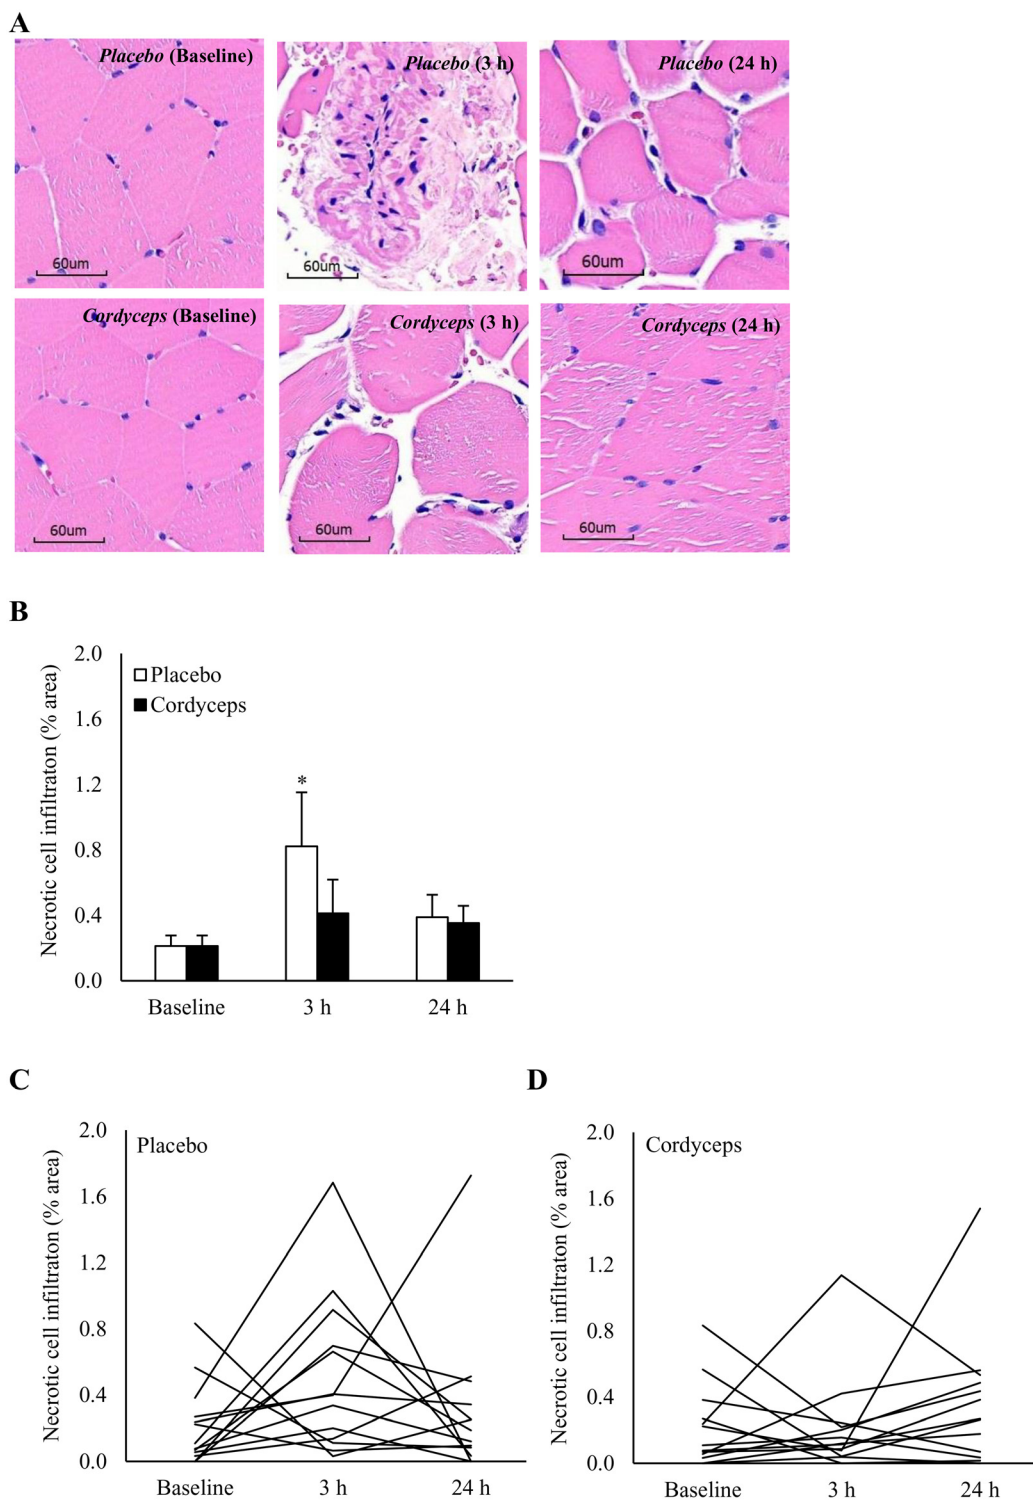 A
Placebo (Baseline)
Placebo (3 h)
Placebo (24 h)
60um
60um
60um
Cordyceps (Baseline)
Cordyceps (3 h)
Cordyceps (24 h)
60um
60um
60um
B
Necrotic cell infiltraton (% area)
2.0
1.6
1.2
0.8
0.4
0.0
Placebo
Cordyceps
*
Baseline
3 h
24 h
C
Necrotic cell infiltraton (% area)
2.0
1.6
1.2
0.8
0.4
0.0
Placebo
Baseline
3 h
24 h
D
Necrotic cell infiltraton (% area)
2.0
1.6
1.2
0.8
0.4
0.0
Cordyceps
Baseline
3 h
24 h